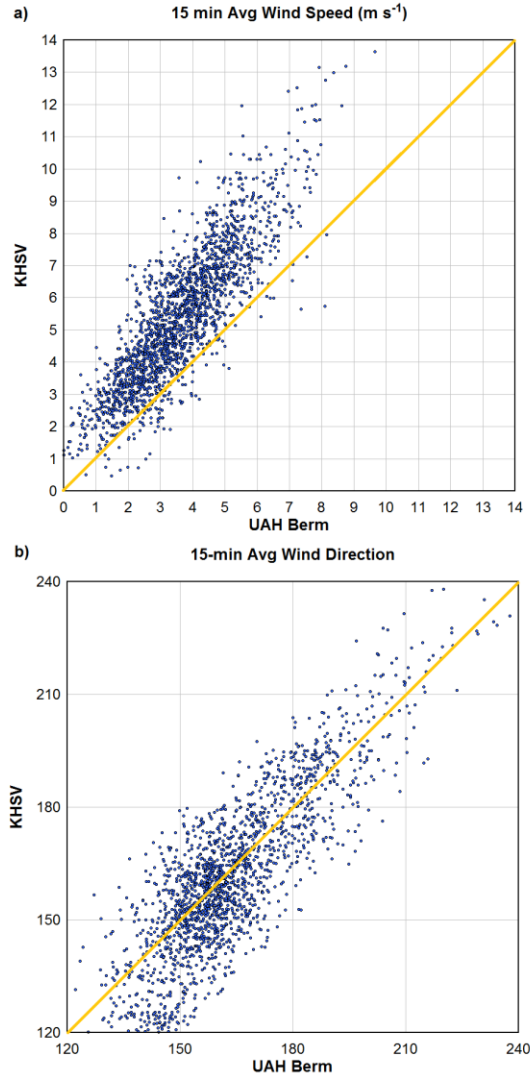 a)
15 min Avg Wind Speed (m s⁻¹)
14
13
12
11
10
9
8
7
6
5
4
3
2
1
0
KHSV
0 1 2 3 4 5 6 7 8 9 10 11 12 13 14
UAH Berm
b)
15-min Avg Wind Direction
240
210
180
150
120
KHSV
120 150 180 210 240
UAH Berm